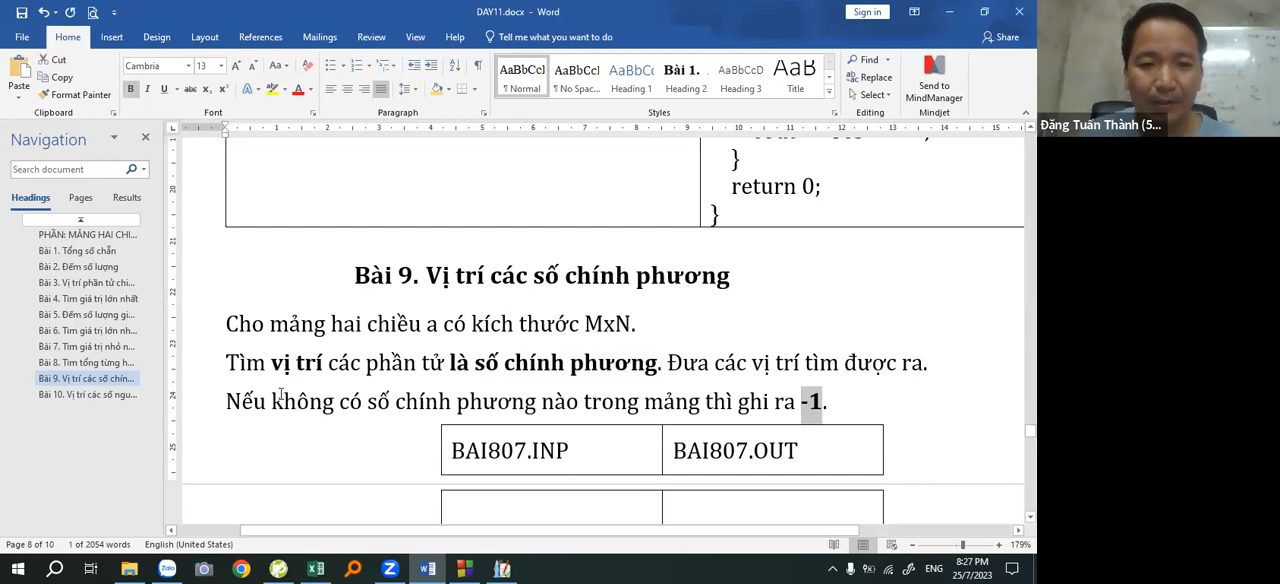 DAY11.docx - Word
Sign in
File Home Insert Design Layout References Mailings Review View Help Tell me what you want to do Share
Paste
Cut
Copy
Format Painter
Cambria 13
AaBbCcl AaBbCcl AaBbC( Bài 1. AaBbCcD AaB
¶ Normal ¶ No Spac... Heading 1 Heading 2 Heading 3 Title
Find
Replace
Select
Send to
MindManager
Clipboard Font Paragraph Styles Editing Mindjet
Đặng Tuấn Thành (5...
Navigation
Search document
Headings Pages Results
PHẦN: MẢNG HAI CHI...
Bài 1. Tổng số chẵn
Bài 2. Đếm số lượng
Bài 3. Vị trí phần tử chi...
Bài 4. Tìm giá trị lớn nhất
Bài 5. Đếm số lượng gi...
Bài 6. Tìm giá trị lớn nh...
Bài 7. Tìm giá trị nhỏ n...
Bài 8. Tìm tổng từng h...
Bài 9. Vị trí các số chín...
Bài 10. Vị trí các số ngu...
}
return 0;
}
Bài 9. Vị trí các số chính phương
Cho mảng hai chiều a có kích thước MxN.
Tìm vị trí các phần tử là số chính phương. Đưa các vị trí tìm được ra.
Nếu không có số chính phương nào trong mảng thì ghi ra -1.
BAI807.INP BAI807.OUT
Page 8 of 10 1 of 2054 words English (United States) 179%
ENG 8:27 PM
25/7/2023